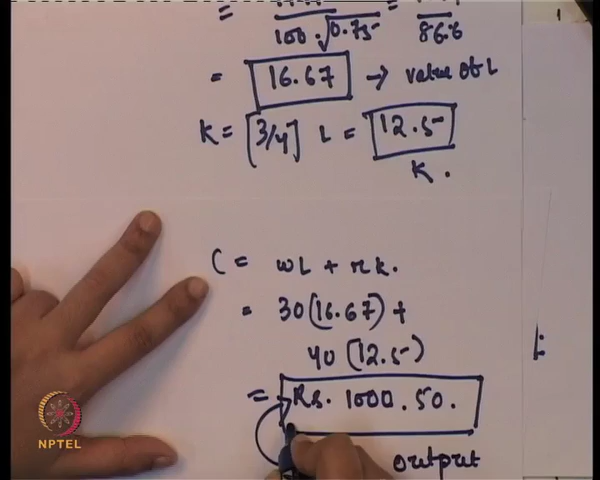 =
100.√0.75 = 86.6
= 16.67 → value of L
K = [3/4] L = 12.5
K.
C = wL + rK.
= 30(16.67) +
40(12.5)
= Rs. 1000.50.
output
NPTEL